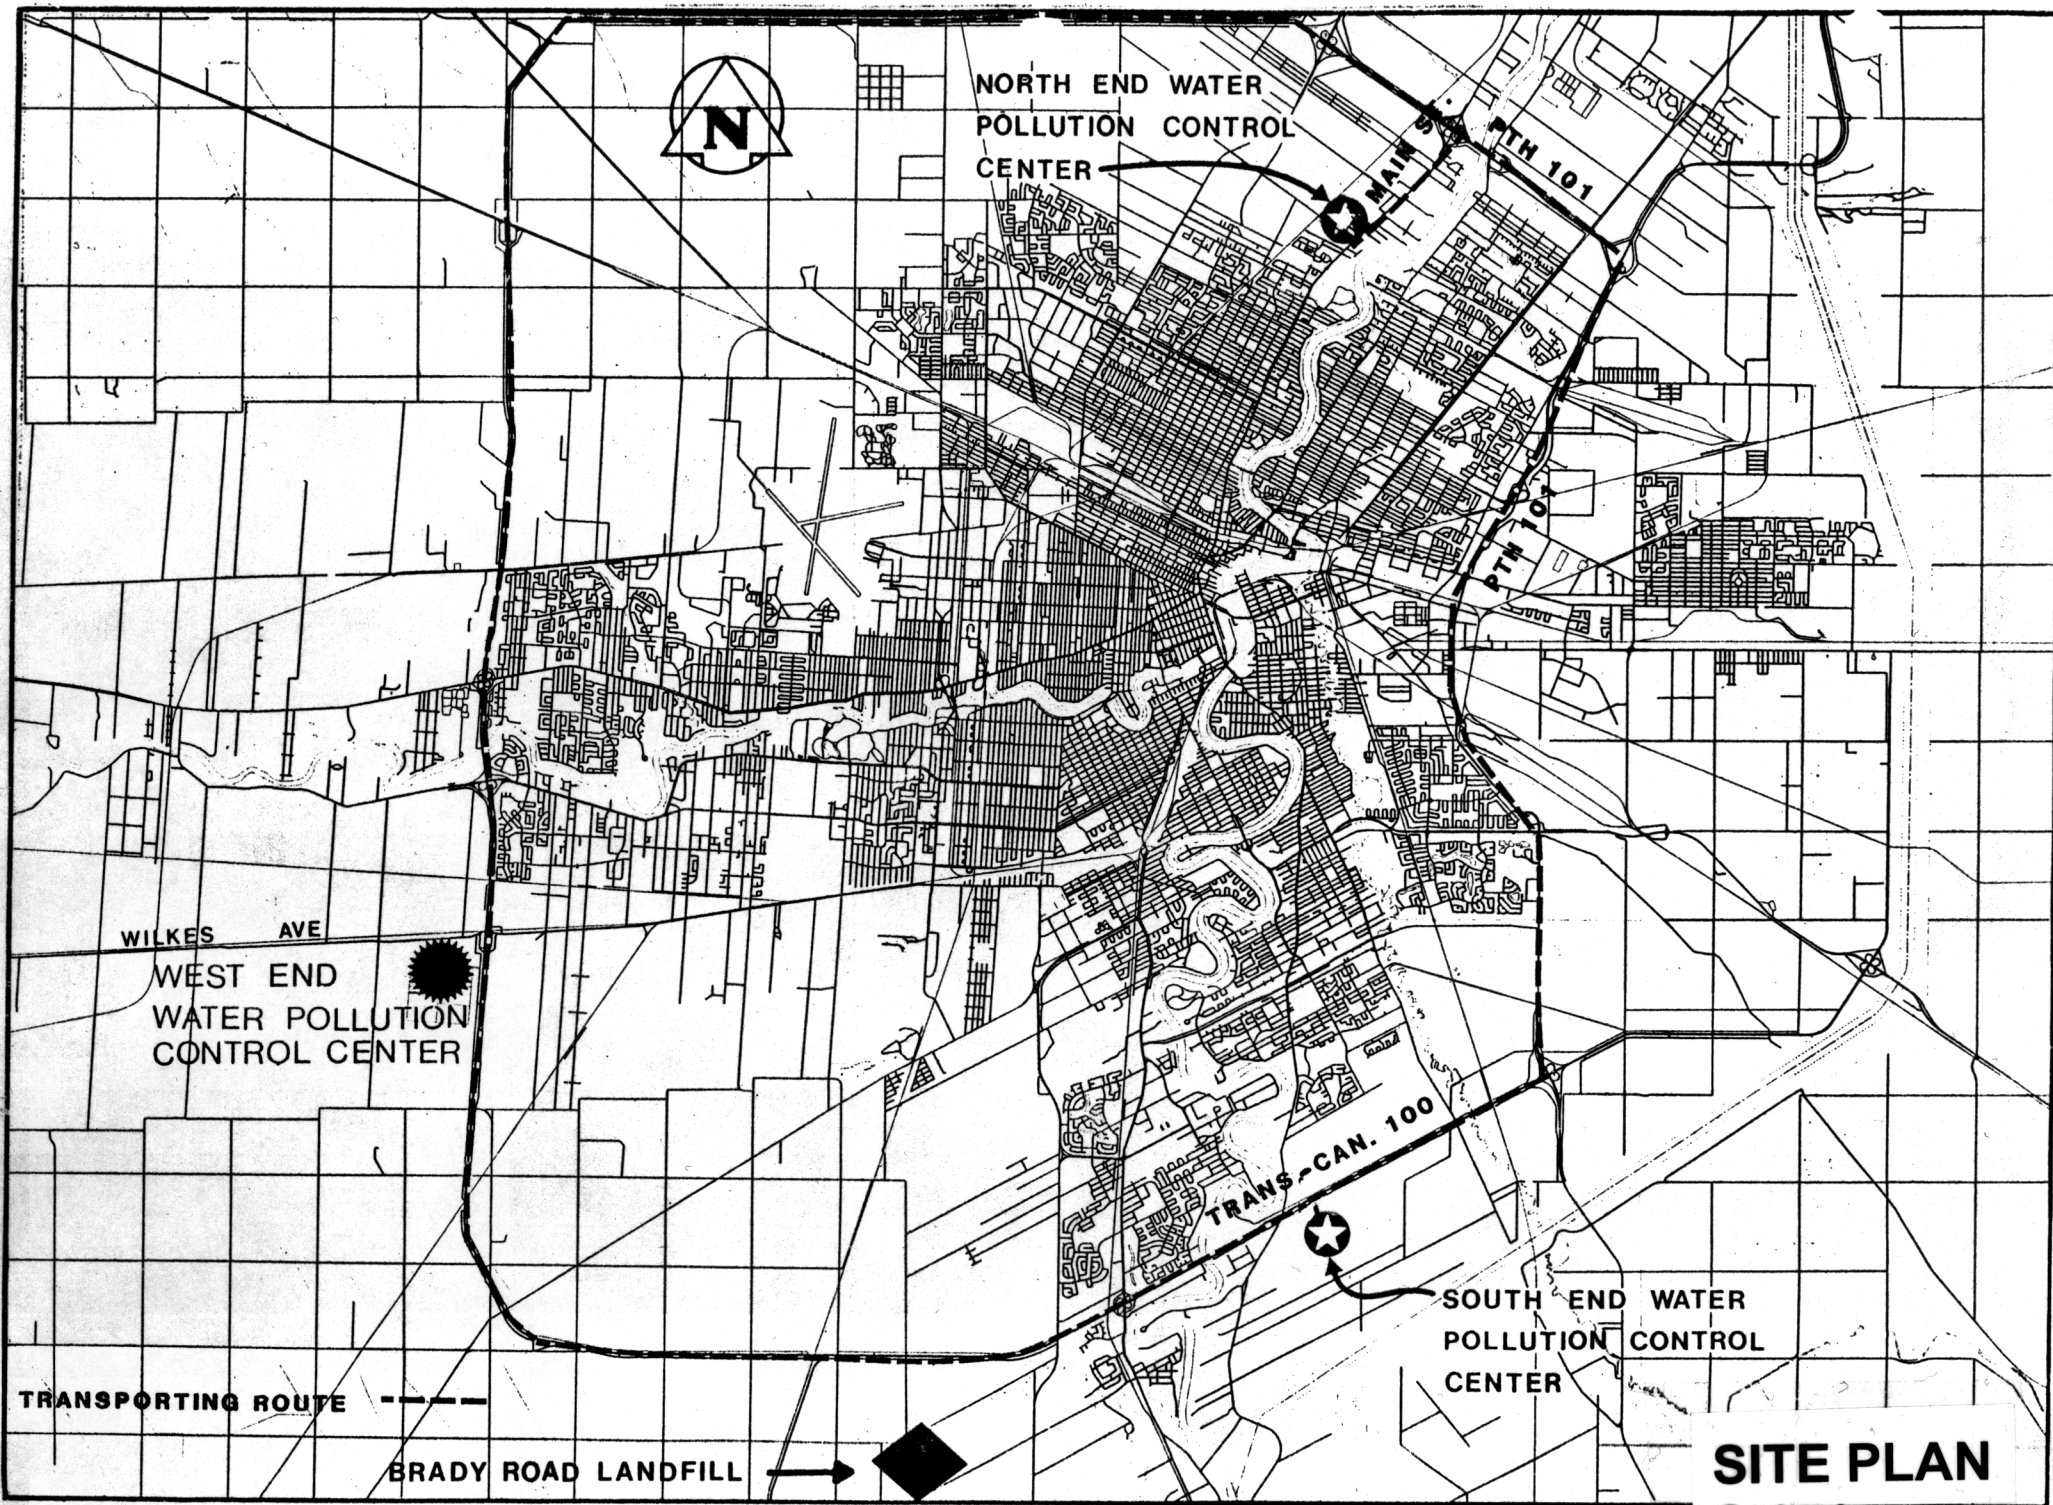 NORTH END WATER
POLLUTION CONTROL
CENTER
N
MAIN ST.
PTH 101
PTH 101
WILKES AVE
WEST END
WATER POLLUTION
CONTROL CENTER
TRANS.-CAN. 100
SOUTH END WATER
POLLUTION CONTROL
CENTER
TRANSPORTING ROUTE
BRADY ROAD LANDFILL
SITE PLAN